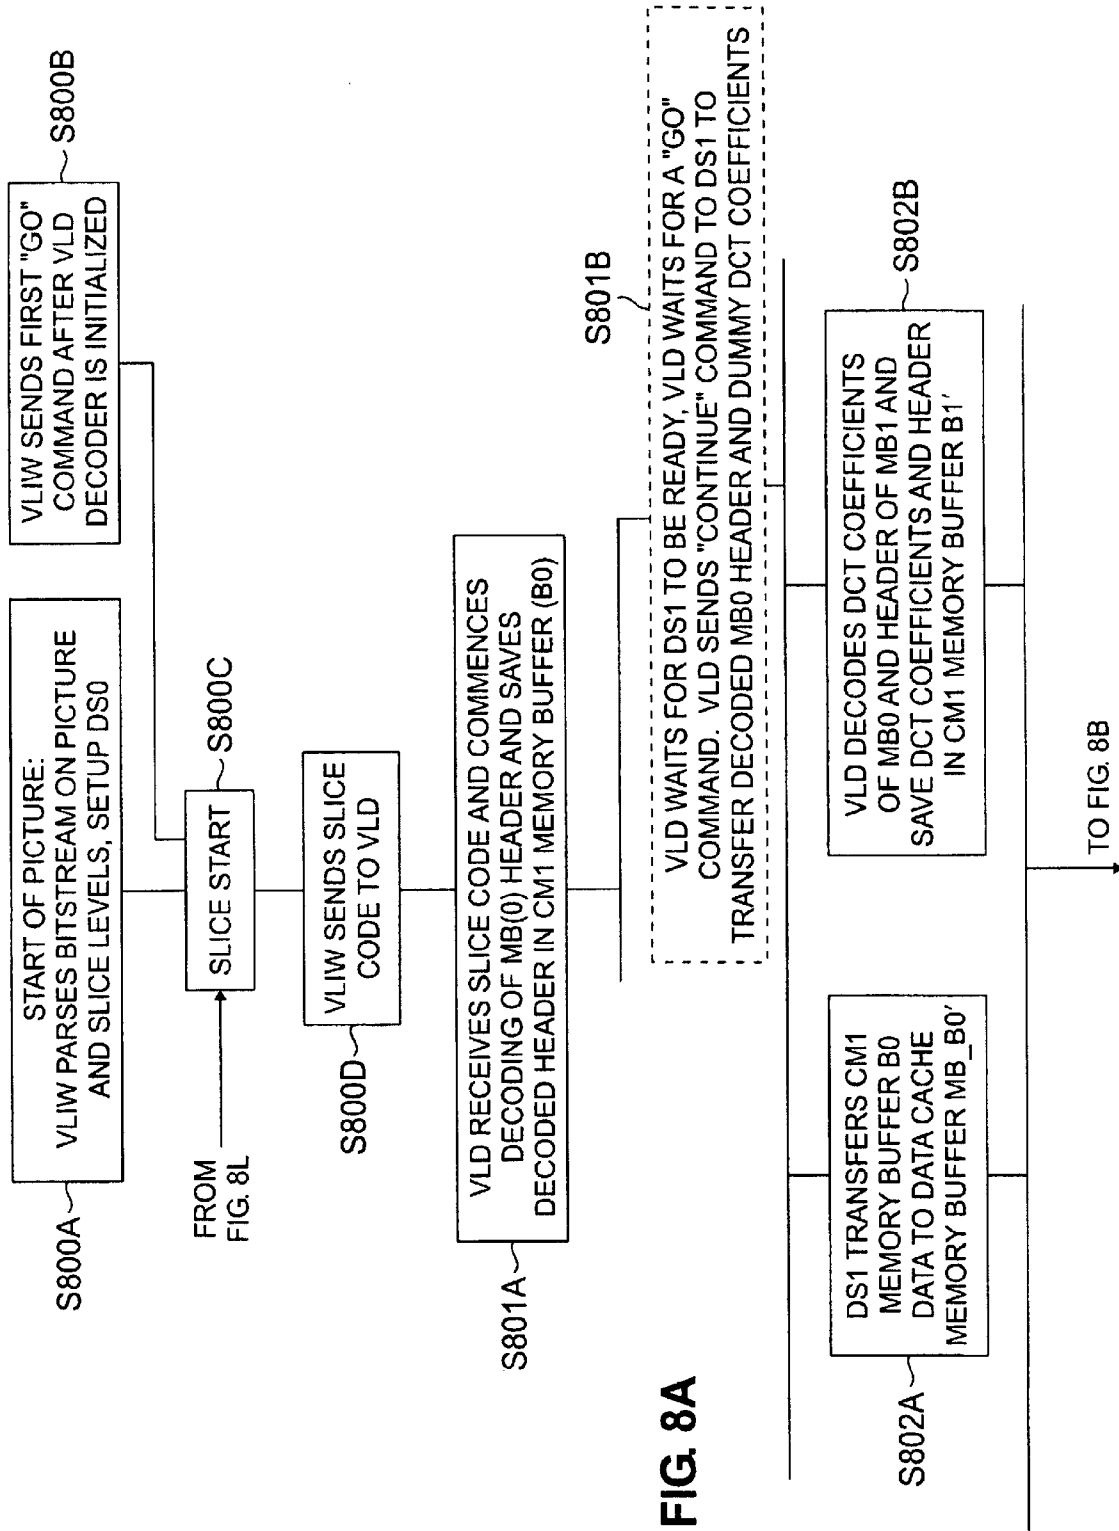 START OF PICTURE:
VLIW PARSES BITSTREAM ON PICTURE
AND SLICE LEVELS, SETUP DS0
S800A
VLIW SENDS FIRST "GO"
COMMAND AFTER VLD
DECODER IS INITIALIZED
S800B
FROM
FIG. 8L
SLICE START
S800C
VLIW SENDS SLICE
CODE TO VLD
S800D
VLD RECEIVES SLICE CODE AND COMMENCES
DECODING OF MB(0) HEADER AND SAVES
DECODED HEADER IN CM1 MEMORY BUFFER (B0)
S801A
S801B
VLD WAITS FOR DS1 TO BE READY, VLD WAITS FOR A "GO"
COMMAND. VLD SENDS "CONTINUE" COMMAND TO DS1 TO
TRANSFER DECODED MB0 HEADER AND DUMMY DCT COEFFICIENTS
FIG. 8A
DS1 TRANSFERS CM1
MEMORY BUFFER B0
DATA TO DATA CACHE
MEMORY BUFFER MB_B0'
S802A
VLD DECODES DCT COEFFICIENTS
OF MB0 AND HEADER OF MB1 AND
SAVE DCT COEFFICIENTS AND HEADER
IN CM1 MEMORY BUFFER B1'
S802B
TO FIG. 8B